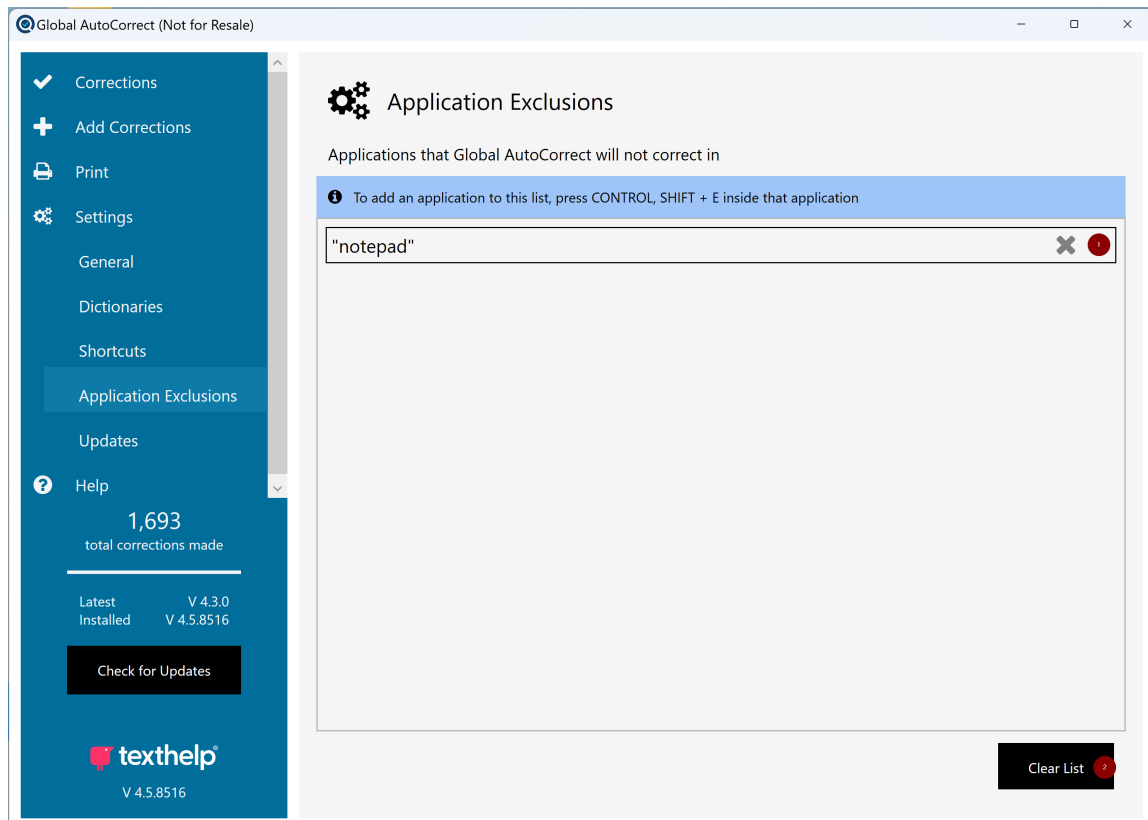 Global AutoCorrect (Not for Resale)
Corrections
Add Corrections
Print
Settings
General
Dictionaries
Shortcuts
Application Exclusions
Updates
Help
1,693
total corrections made
Latest V 4.3.0
Installed V 4.5.8516
Check for Updates
texthelp®
V 4.5.8516
Application Exclusions
Applications that Global AutoCorrect will not correct in
To add an application to this list, press CONTROL, SHIFT + E inside that application
"notepad" 1
Clear List 2